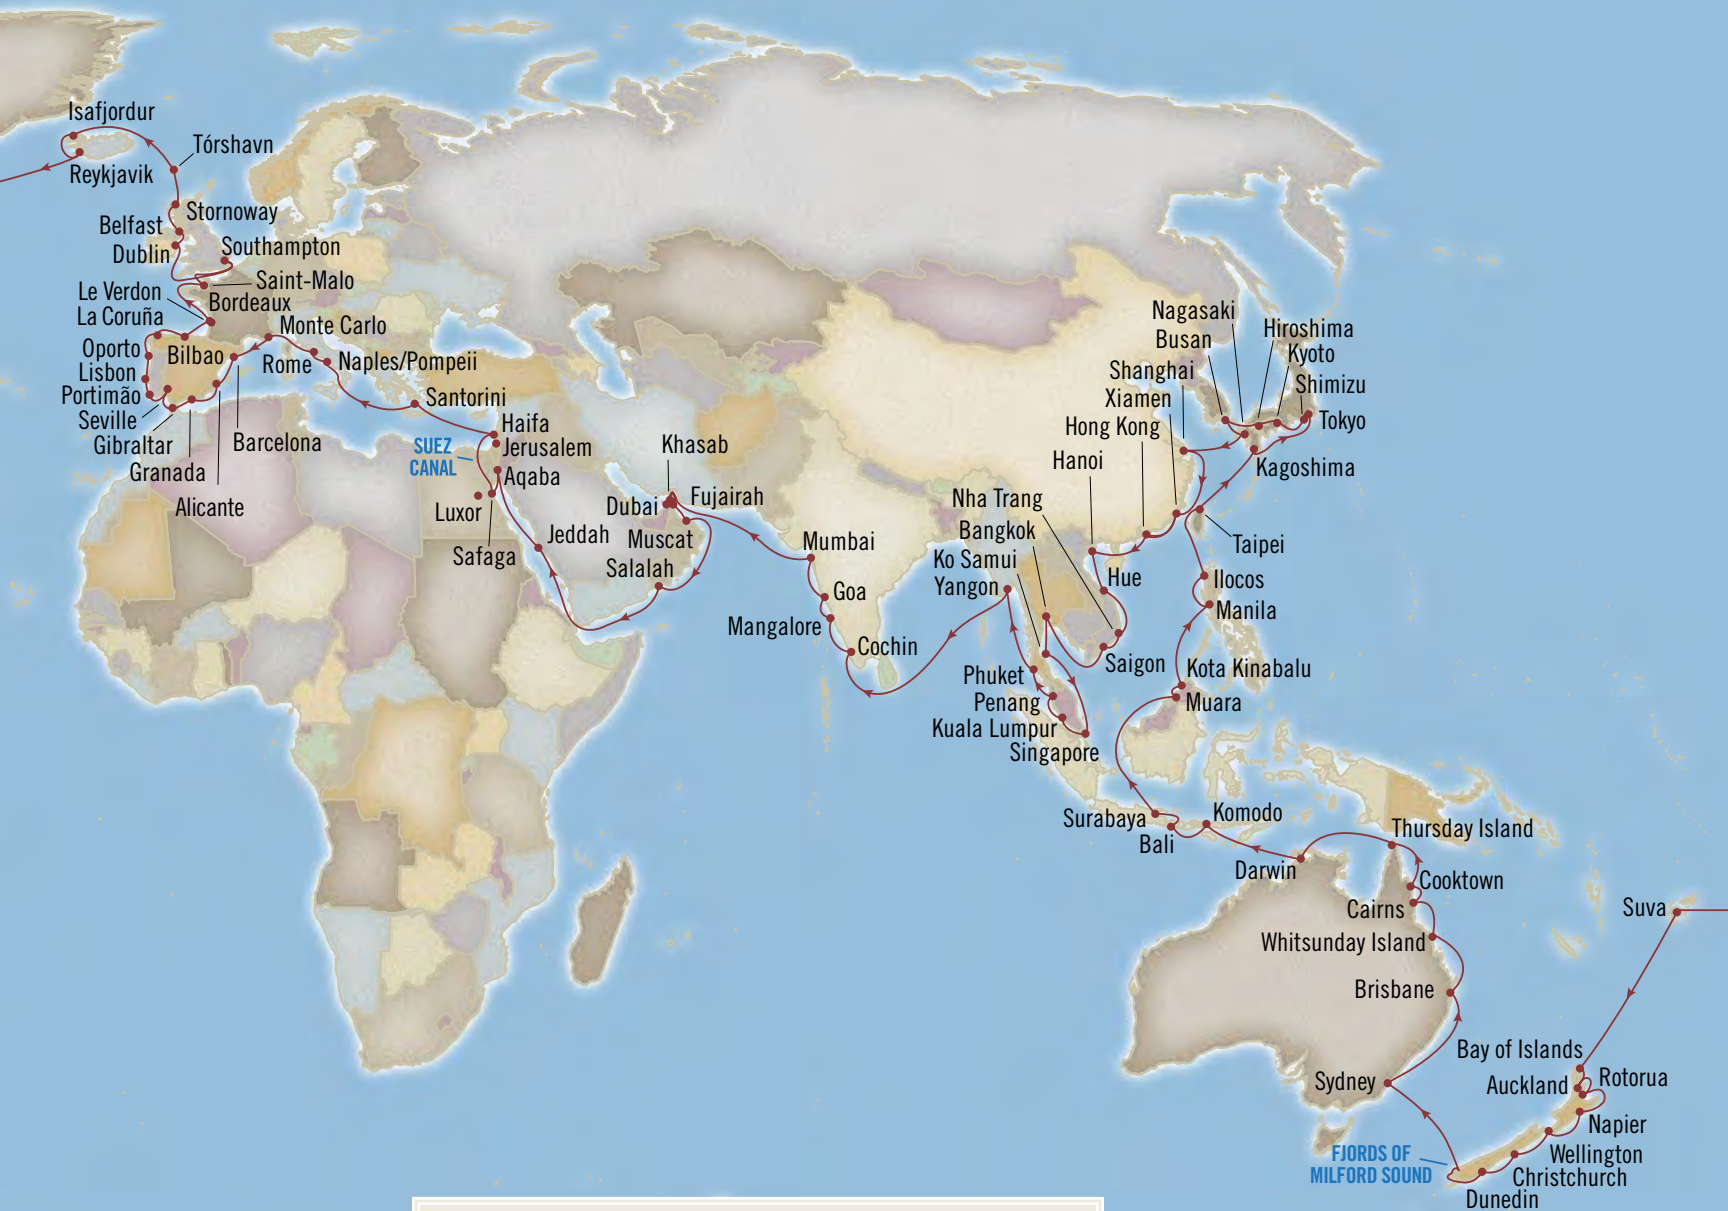 Isafjordur
Tórshavn
Reykjavik
Stornoway
Belfast
Dublin
Southampton
Saint-Malo
Le Verdon
Bordeaux
La Coruña
Monte Carlo
Oporto
Bilbao
Lisbon
Rome
Naples/Pompeii
Portimão
Seville
Gibraltar
Granada
Alicante
Barcelona
Santorini
Haifa
Jerusalem
SUEZ
CANAL
Aqaba
Luxor
Safaga
Jeddah
Khasab
Dubai
Fujairah
Muscat
Salalah
Mumbai
Goa
Mangalore
Cochin
Nagasaki
Busan
Hiroshima
Kyoto
Shanghai
Shimizu
Xiamen
Tokyo
Hong Kong
Hanoi
Kagoshima
Nha Trang
Bangkok
Ko Samui
Yangon
Taipei
Hue
Ilocos
Manila
Saigon
Phuket
Penang
Kuala Lumpur
Singapore
Kota Kinabalu
Muara
Surabaya
Bali
Komodo
Darwin
Thursday Island
Cooktown
Cairns
Whitsunday Island
Brisbane
Sydney
Suva
Bay of Islands
Auckland
Rotorua
Napier
Wellington
Christchurch
Dunedin
FJORDS OF
MILFORD SOUND